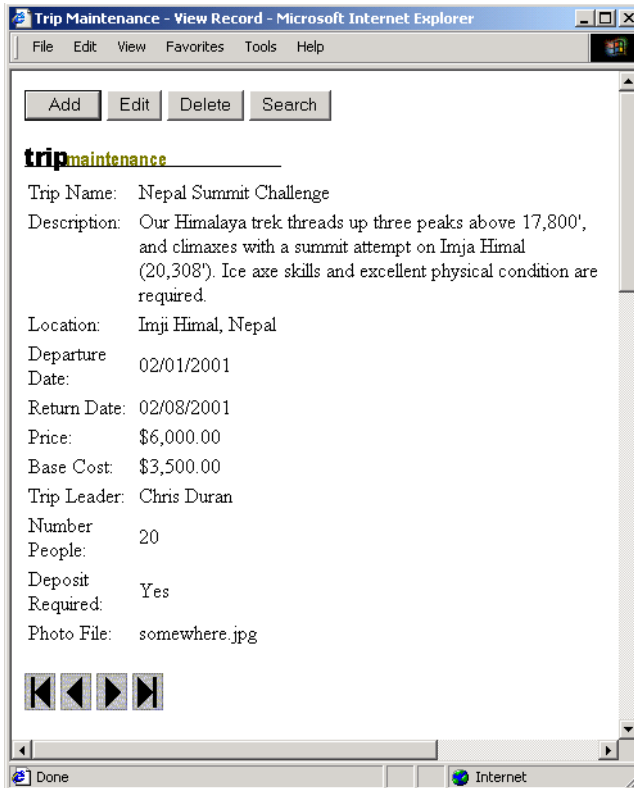 Trip Maintenance - View Record - Microsoft Internet Explorer
File Edit View Favorites Tools Help
Add Edit Delete Search
tripmaintenance
Trip Name: Nepal Summit Challenge
Description: Our Himalaya trek threads up three peaks above 17,800',
and climaxes with a summit attempt on Imja Himal
(20,308'). Ice axe skills and excellent physical condition are
required.
Location: Imji Himal, Nepal
Departure
Date: 02/01/2001
Return Date: 02/08/2001
Price: $6,000.00
Base Cost: $3,500.00
Trip Leader: Chris Duran
Number
People: 20
Deposit
Required: Yes
Photo File: somewhere.jpg
Done Internet